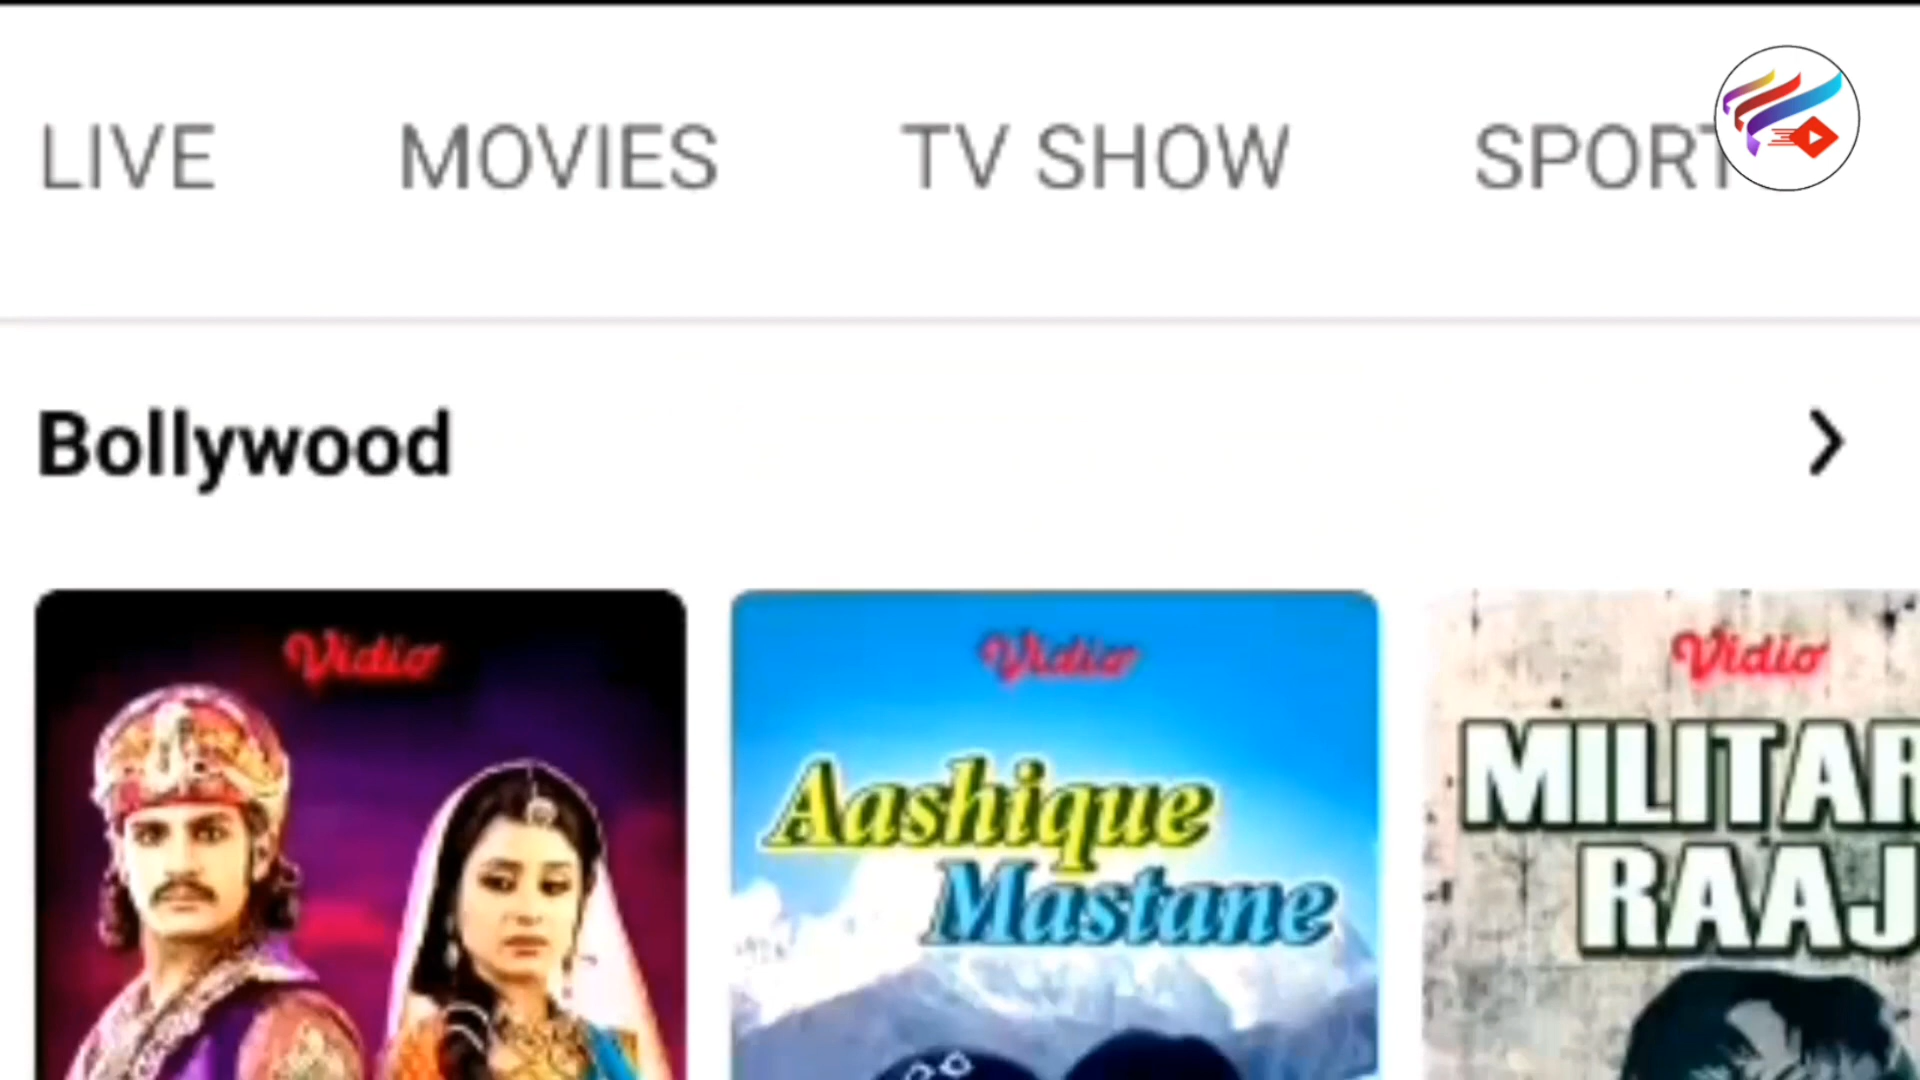 LIVE MOVIES TV SHOW SPORT
Bollywood
Vidio
Vidio
Aashique
Mastane
Vidio
MILITAR
RAAJ